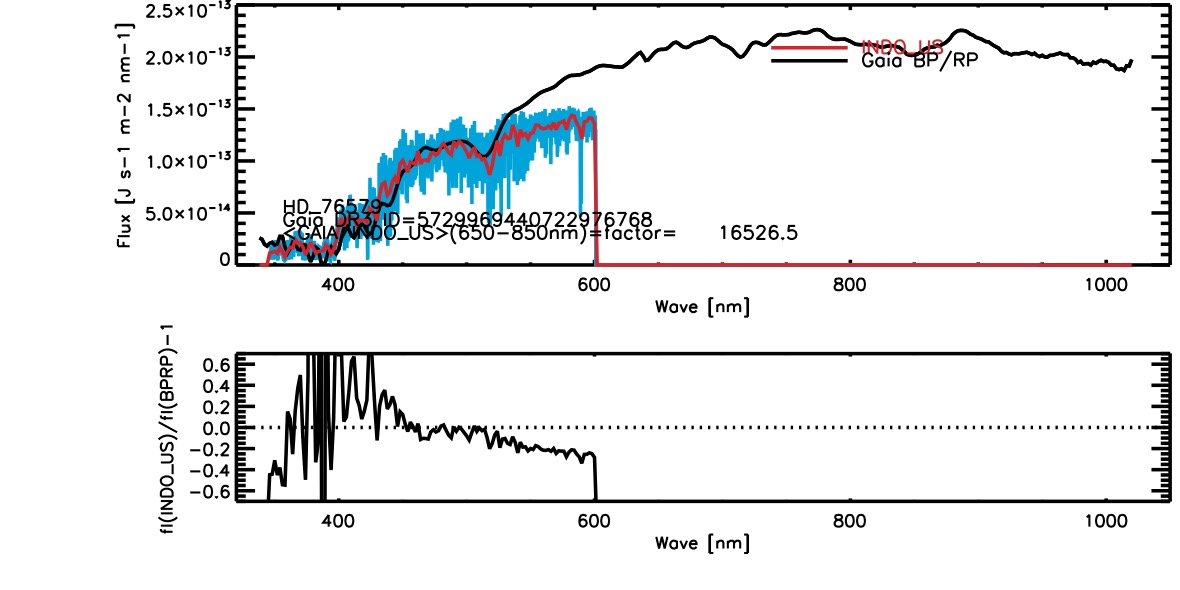 2.5×10−13
2.0×10−13
1.5×10−13
1.0×10−13
5.0×10−14
0
Flux [J s−1 m−2 nm−1]
INDO_US
Gaia BP/RP
HD_76579
Gaia DR3 ID=5729969440722976768
<GAIA/INDO_US>(650−850nm)=factor= 16526.5
400 600 800 1000
Wave [nm]
fl(INDO_US)/fl(BPRP)−1
0.6
0.4
0.2
0.0
−0.2
−0.4
−0.6
400 600 800 1000
Wave [nm]